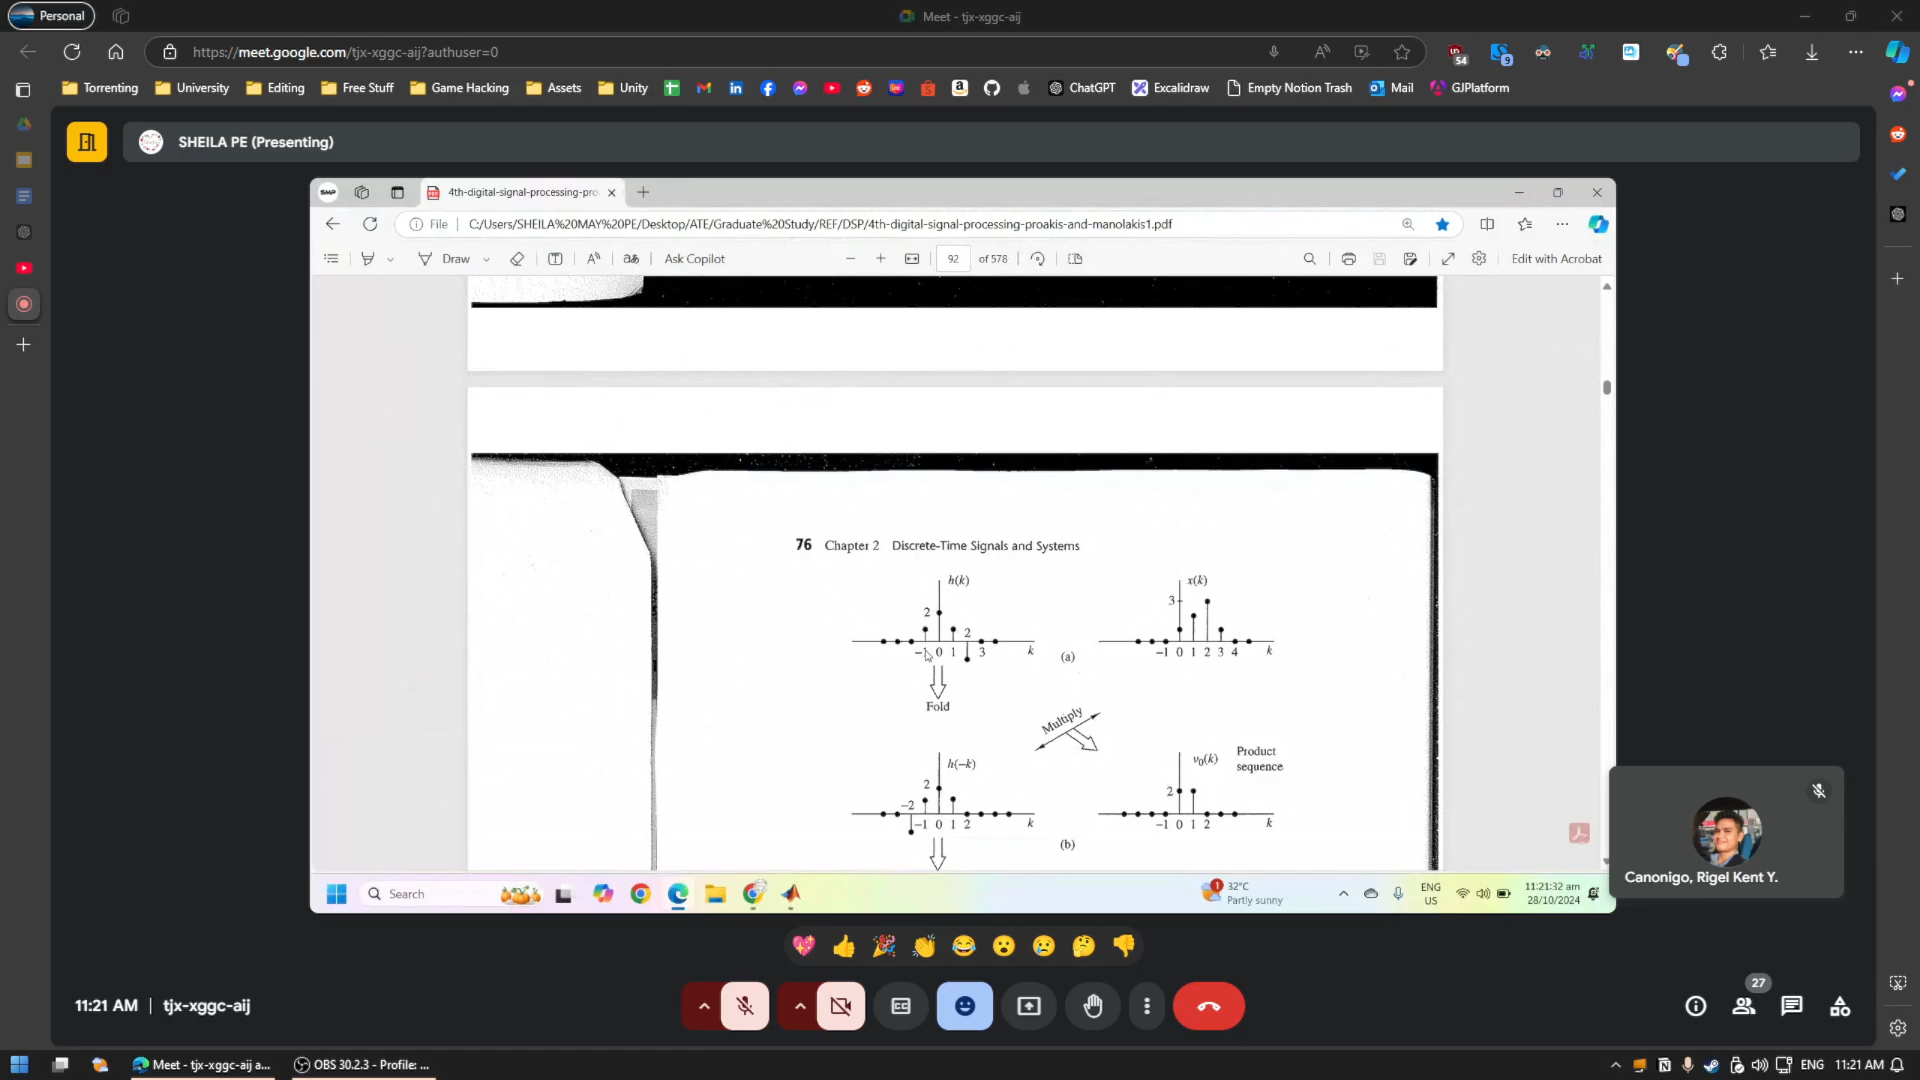 Personal
Meet - tjx-xggc-aij
https://meet.google.com/tjx-xggc-aij?authuser=0
54
9
Torrenting
University
Editing
Free Stuff
Game Hacking
Assets
Unity
ChatGPT
Excalidraw
Empty Notion Trash
Mail
GJPlatform
SHEILA PE (Presenting)
SMP
4th-digital-signal-processing-pro
File
C:/Users/SHEILA%20MAY%20PE/Desktop/ATE/Graduate%20Study/REF/DSP/4th-digital-signal-processing-proakis-and-manolakis1.pdf
Draw
Ask Copilot
92
of 578
Edit with Acrobat
76 Chapter 2 Discrete-Time Signals and Systems
h(k)
x(k)
3
2
2
−1 0 1 3 k
−1 0 1 2 3 4 k
(a)
Fold
Multiply
h(−k)
v0(k)
Product
sequence
2
2
−2
−1 0 1 2 k
−1 0 1 2 k
(b)
Canonigo, Rigel Kent Y.
Search
1
32°C
Partly sunny
ENG
US
11:21:32 am
28/10/2024
11:21 AM | tjx-xggc-aij
27
Meet - tjx-xggc-aij a...
OBS 30.2.3 - Profile: ...
ENG
11:21 AM